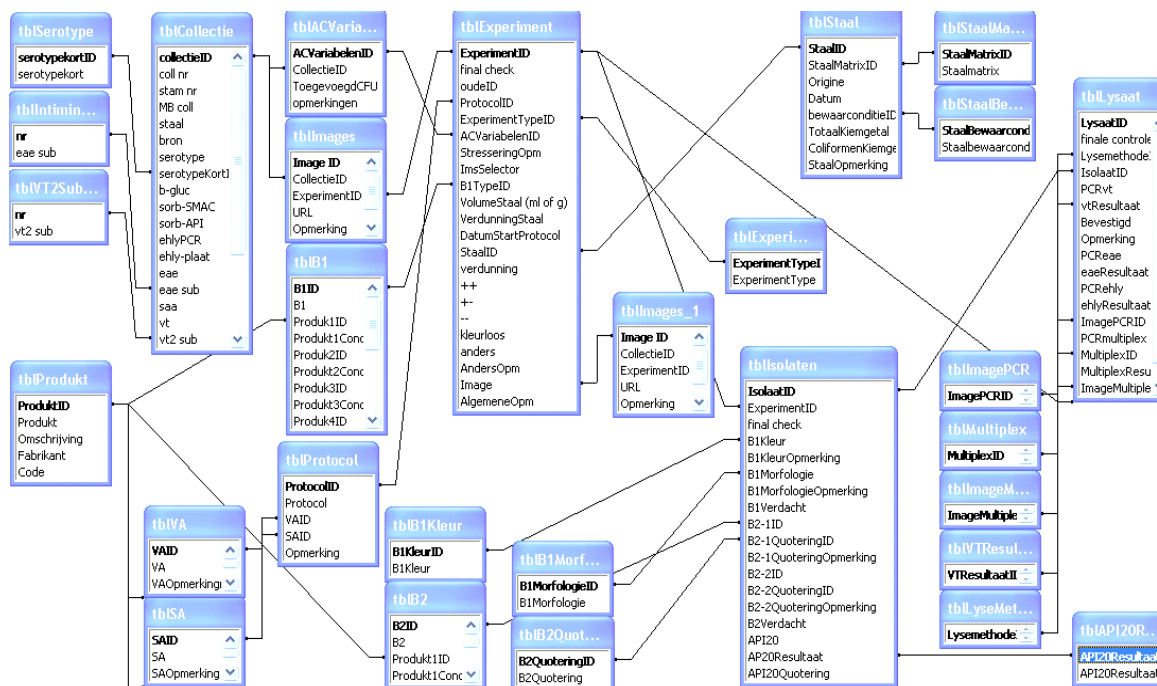 tblSerotype
serotypekortID
serotypekort
tblIntimin...
nr
eae sub
tblVT2Sub...
nr
vt2 sub
tblCollectie
collectieID
coll nr
stam nr
MB coll
staal
bron
serotype
serotypeKortI
b-gluc
sorb-SMAC
sorb-API
ehlyPCR
ehly-plaat
eae
eae sub
saa
vt
vt2 sub
tblACVaria...
ACVariabelenID
CollectieID
ToegevoegdCFU
opmerkingen
tblImages
Image ID
CollectieID
ExperimentID
URL
Opmerking
tblB1
B1ID
B1
Produk1ID
Produkt1Conc
Produk2ID
Produkt2Conc
Produk3ID
Produkt3Conc
Produk4ID
tblExperiment
ExperimentID
final check
oudeID
ProtocolID
ExperimentTypeID
ACVariabelenID
StresseringOpm
ImsSelector
B1TypeID
VolumeStaal (ml of g)
VerdunningStaal
DatumStartProtocol
StaalID
verdunning
++
+-
--
kleurloos
anders
AndersOpm
Image
AlgemeneOpm
tblStaal
StaalID
StaalMatrixID
Origine
Datum
bewaarconditieID
TotaalKiemgetal
ColiformenKiemge
StaalOpmerking
tblStaalMa...
StaalMatrixID
Staalmatrix
tblStaalBe...
StaalBewaarcond
Staalbewaarcond
tblLysaat
LysaatID
finale controle
LysemethodeI
IsolaatID
PCRvt
vtResultaat
Bevestigd
Opmerking
PCReae
eaeResultaat
PCRehly
ehlyResultaat
ImagePCRID
PCRmultiplex
MultiplexID
MultiplexResu
ImageMultiple
tblExperi...
ExperimentTypeI
ExperimentType
tblImages_1
Image ID
CollectieID
ExperimentID
URL
Opmerking
tblProdukt
ProduktID
Produkt
Omschrijving
Fabrikant
Code
tblProtocol
ProtocolID
Protocol
VAID
SAID
Opmerking
tblVA
VAID
VA
VAOpmerking
tblSA
SAID
SA
SAOpmerking
tblB1Kleur
B1KleurID
B1Kleur
tblB2
B2ID
B2
Produkt1ID
Produkt1Conc
tblB1Morf...
B1MorfologieID
B1Morfologie
tblB2Quot...
B2QuoteringID
B2Quotering
tblIsolaten
IsolaatID
ExperimentID
final check
B1Kleur
B1KleurOpmerking
B1Morfologie
B1MorfologieOpmerking
B1Verdacht
B2-1ID
B2-1QuoteringID
B2-1QuoteringOpmerking
B2-2ID
B2-2QuoteringID
B2-2QuoteringOpmerking
B2Verdacht
API20
AP20Resultaat
API20Quotering
tblImagePCR
ImagePCRID
tblMultiplex
MultiplexID
tblImageM...
ImageMultiple
tblVTResul...
VTResultaatI
tblLyseMet...
Lysemethode
tblAPI20R...
API20Resultaat
API20Resultaat